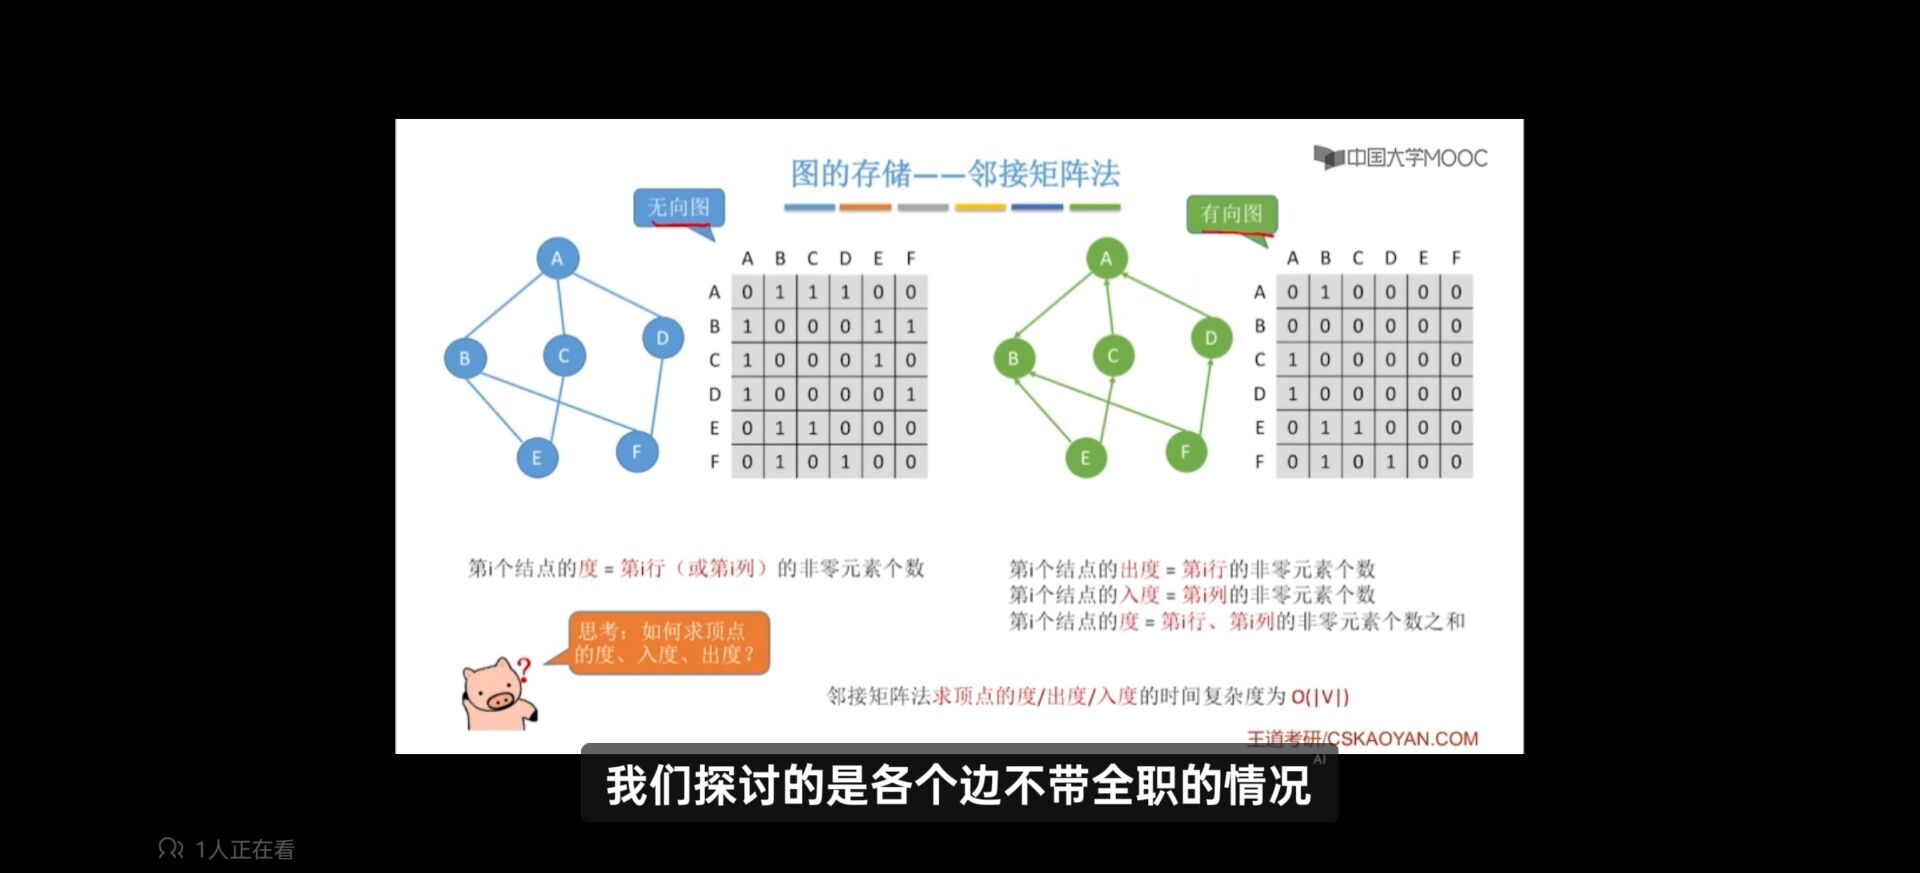 中国大学MOOC
图的存储——邻接矩阵法
无向图
有向图
A
B
C
D
E
F
A B C D E F
A 0 1 1 1 0 0
B 1 0 0 0 1 1
C 1 0 0 0 1 0
D 1 0 0 0 0 1
E 0 1 1 0 0 0
F 0 1 0 1 0 0
A
B
C
D
E
F
A B C D E F
A 0 1 0 0 0 0
B 0 0 0 0 0 0
C 1 0 0 0 0 0
D 1 0 0 0 0 0
E 0 1 1 0 0 0
F 0 1 0 1 0 0
第i个结点的度 = 第i行（或第i列）的非零元素个数
第i个结点的出度 = 第i行的非零元素个数
第i个结点的入度 = 第i列的非零元素个数
第i个结点的度 = 第i行、第i列的非零元素个数之和
思考：如何求顶点
的度、入度、出度？
?
邻接矩阵法求顶点的度/出度/入度的时间复杂度为 O(|V|)
王道考研/CSKAOYAN.COM
我们探讨的是各个边不带全职的情况
AI
1人正在看